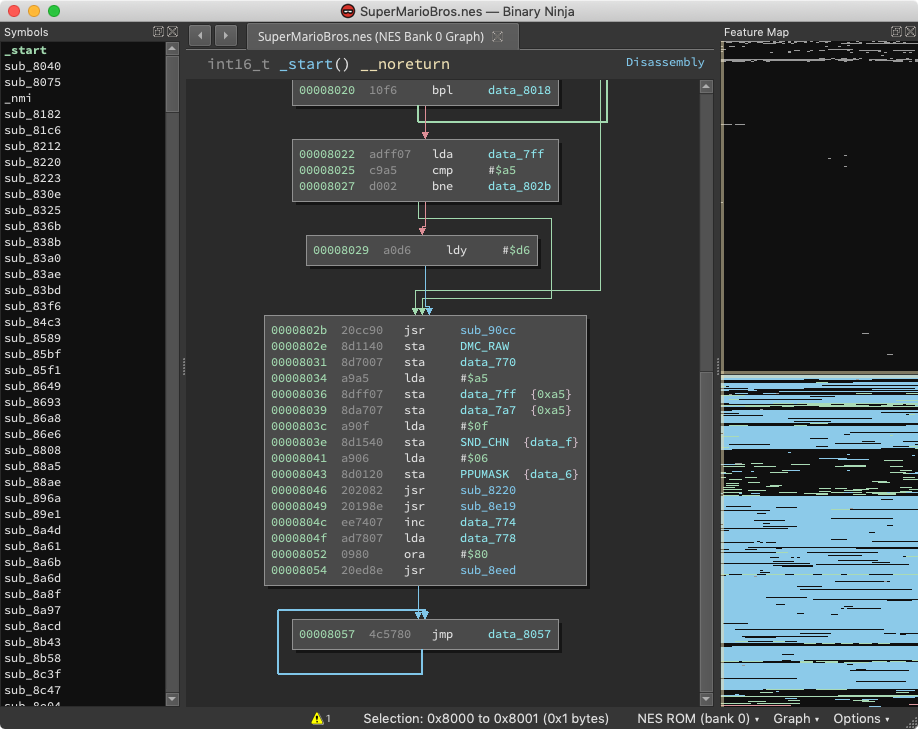 SuperMarioBros.nes — Binary Ninja
Symbols
_start
sub_8040
sub_8075
_nmi
sub_8182
sub_81c6
sub_8212
sub_8220
sub_8223
sub_830e
sub_8325
sub_836b
sub_838b
sub_83a0
sub_83ae
sub_83bd
sub_83f6
sub_84c3
sub_8589
sub_85bf
sub_85f1
sub_8649
sub_8693
sub_86a8
sub_86e6
sub_8808
sub_88a5
sub_88ae
sub_896a
sub_89e1
sub_8a4d
sub_8a61
sub_8a6b
sub_8a6d
sub_8a8f
sub_8a97
sub_8acd
sub_8b43
sub_8b58
sub_8c3f
sub_8c47
SuperMarioBros.nes (NES Bank 0 Graph)
int16_t _start() __noreturn
Disassembly
00008020 10f6 bpl data_8018
00008022 adff07 lda data_7ff
00008025 c9a5 cmp #$a5
00008027 d002 bne data_802b
00008029 a0d6 ldy #$d6
0000802b 20cc90 jsr sub_90cc
0000802e 8d1140 sta DMC_RAW
00008031 8d7007 sta data_770
00008034 a9a5 lda #$a5
00008036 8dff07 sta data_7ff {0xa5}
00008039 8da707 sta data_7a7 {0xa5}
0000803c a90f lda #$0f
0000803e 8d1540 sta SND_CHN {data_f}
00008041 a906 lda #$06
00008043 8d0120 sta PPUMASK {data_6}
00008046 202082 jsr sub_8220
00008049 20198e jsr sub_8e19
0000804c ee7407 inc data_774
0000804f ad7807 lda data_778
00008052 0980 ora #$80
00008054 20ed8e jsr sub_8eed
00008057 4c5780 jmp data_8057
Feature Map
1
Selection: 0x8000 to 0x8001 (0x1 bytes)
NES ROM (bank 0)
Graph
Options